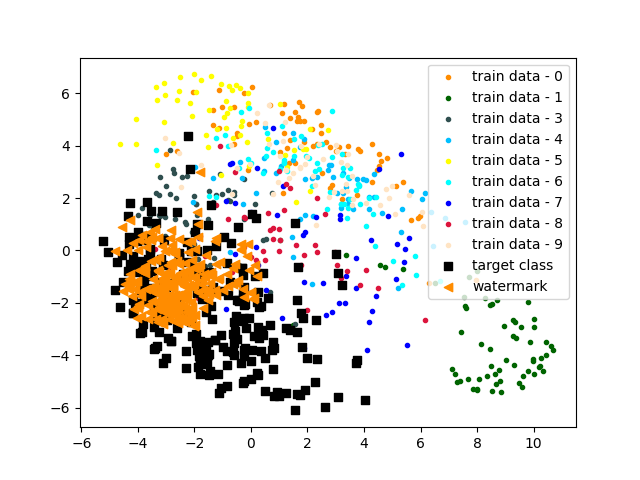 train data - 0
train data - 1
train data - 3
train data - 4
train data - 5
train data - 6
train data - 7
train data - 8
train data - 9
target class
watermark
6
4
2
0
−2
−4
−6
−6 −4 −2 0 2 4 6 8 10